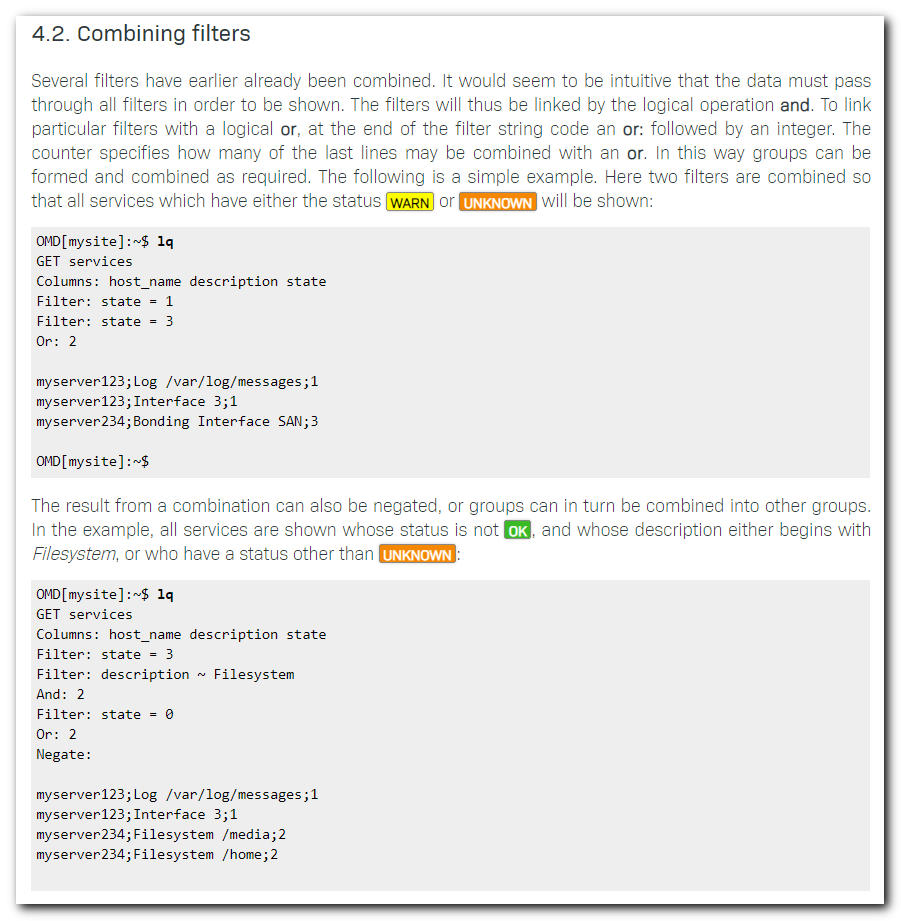 4.2. Combining filters
Several filters have earlier already been combined. It would seem to be intuitive that the data must pass
through all filters in order to be shown. The filters will thus be linked by the logical operation and. To link
particular filters with a logical or, at the end of the filter string code an or: followed by an integer. The
counter specifies how many of the last lines may be combined with an or. In this way groups can be
formed and combined as required. The following is a simple example. Here two filters are combined so
that all services which have either the status WARN or UNKNOWN will be shown:
OMD[mysite]:~$ lq
GET services
Columns: host_name description state
Filter: state = 1
Filter: state = 3
Or: 2
myserver123;Log /var/log/messages;1
myserver123;Interface 3;1
myserver234;Bonding Interface SAN;3
OMD[mysite]:~$
The result from a combination can also be negated, or groups can in turn be combined into other groups.
In the example, all services are shown whose status is not OK, and whose description either begins with
Filesystem, or who have a status other than UNKNOWN:
OMD[mysite]:~$ lq
GET services
Columns: host_name description state
Filter: state = 3
Filter: description ~ Filesystem
And: 2
Filter: state = 0
Or: 2
Negate:
myserver123;Log /var/log/messages;1
myserver123;Interface 3;1
myserver234;Filesystem /media;2
myserver234;Filesystem /home;2